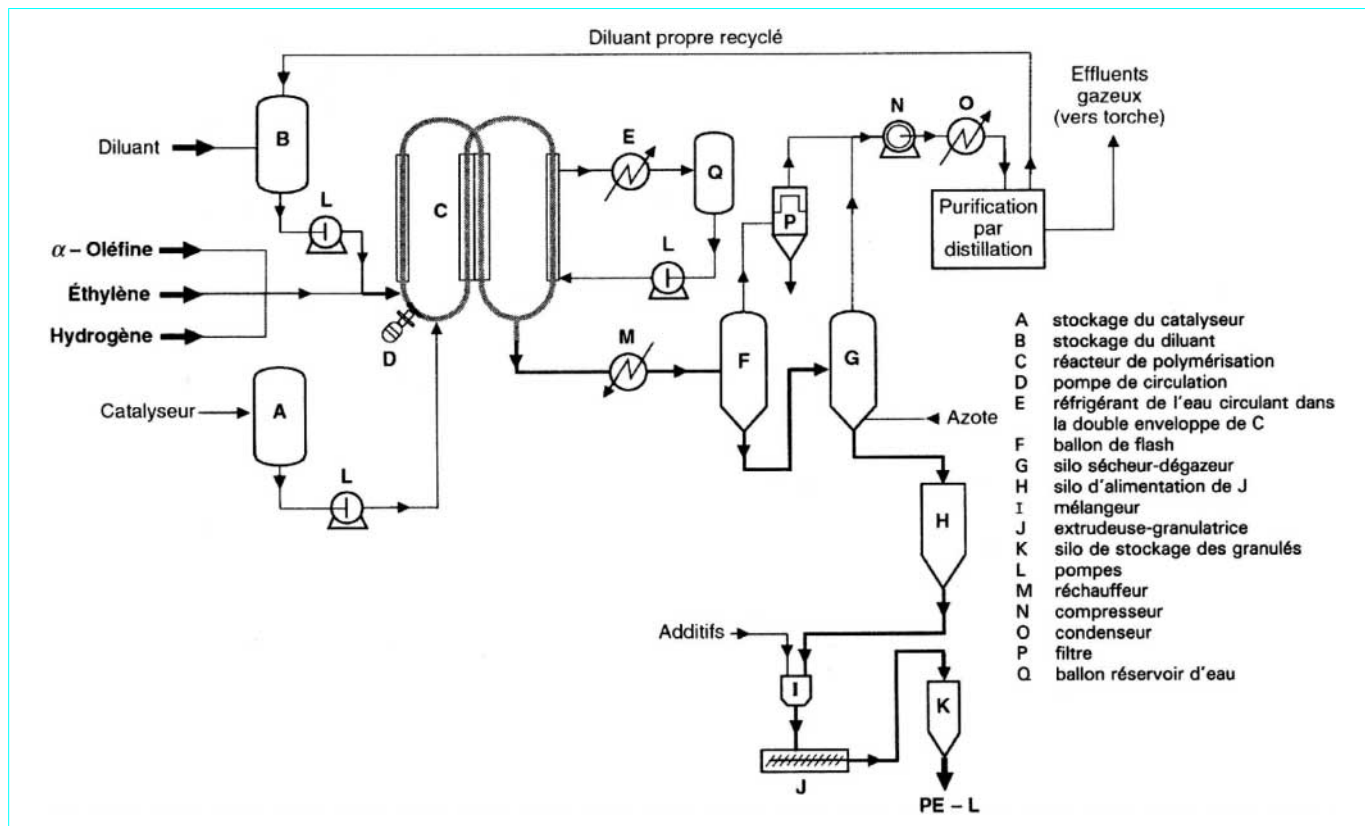 Diluant propre recyclé
Effluents
gazeux
(vers torche)
N
O
Diluant
B
E
Q
L
C
P
Purification
par
distillation
α – Oléfine
L
Éthylène
Hydrogène
D
M
F
G
Catalyseur
A
Azote
L
H
Additifs
I
K
J
PE – L
A stockage du catalyseur
B stockage du diluant
C réacteur de polymérisation
D pompe de circulation
E réfrigérant de l'eau circulant dans
la double enveloppe de C
F ballon de flash
G silo sécheur-dégazeur
H silo d'alimentation de J
I mélangeur
J extrudeuse-granulatrice
K silo de stockage des granulés
L pompes
M réchauffeur
N compresseur
O condenseur
P filtre
Q ballon réservoir d'eau